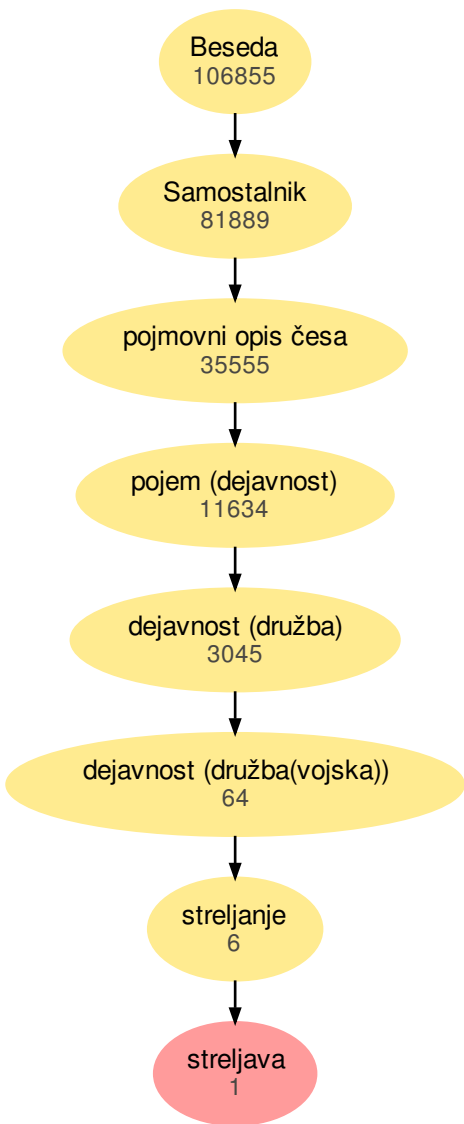 Beseda
106855
Samostalnik
81889
pojmovni opis česa
35555
pojem (dejavnost)
11634
dejavnost (družba)
3045
dejavnost (družba(vojska))
64
streljanje
6
streljava
1